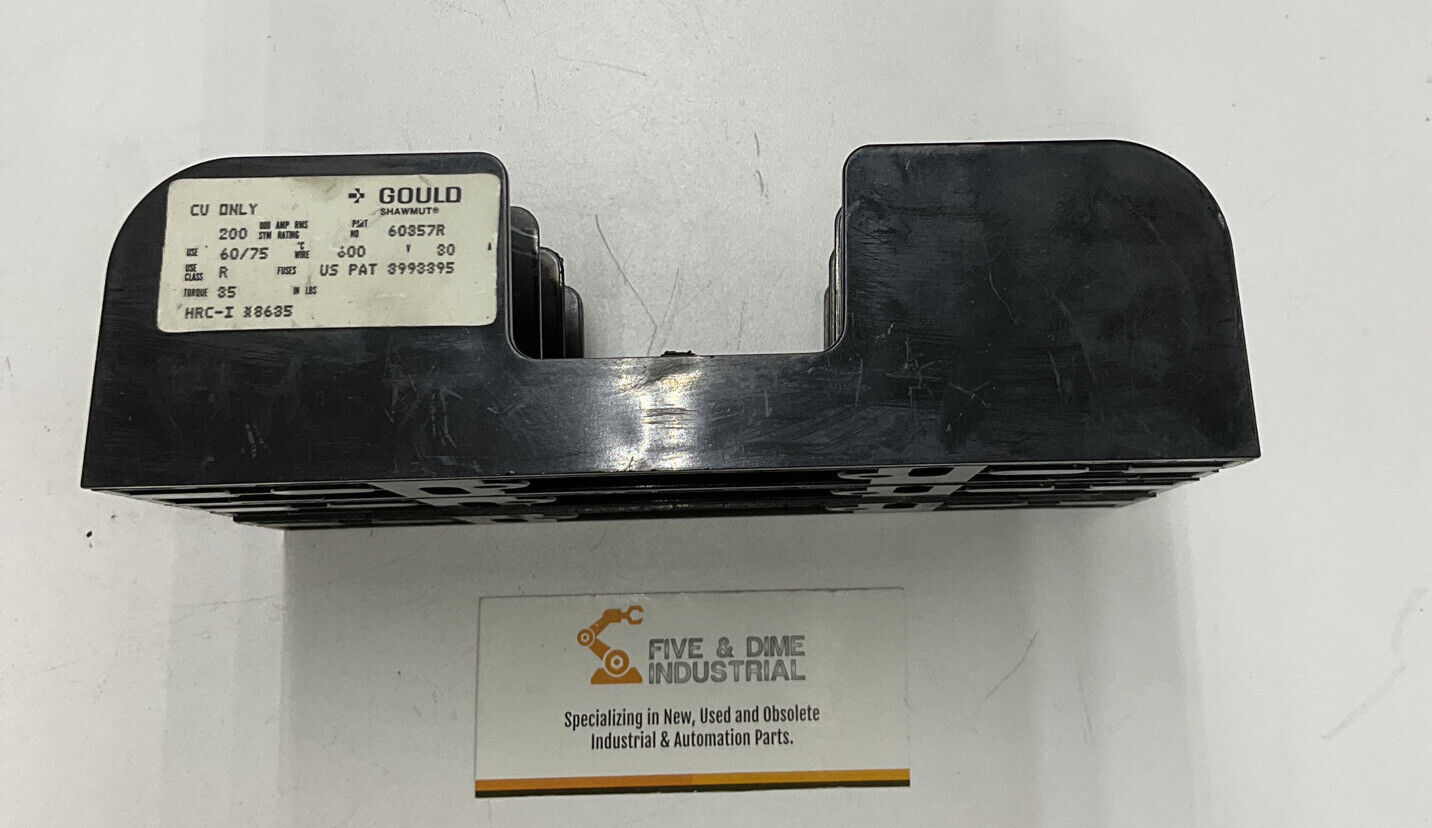 GOULD
SHAWMUT®
CU ONLY
200 000 AMP RMS SYM RATING PART NO 60357R
USE 60/75 °C WIRE 600 V 30 A
USE CLASS R FUSES US PAT 3993395
TORQUE 35 IN LBS
HRC-I X8635
FIVE & DIME
INDUSTRIAL
Specializing in New, Used and Obsolete
Industrial & Automation Parts.